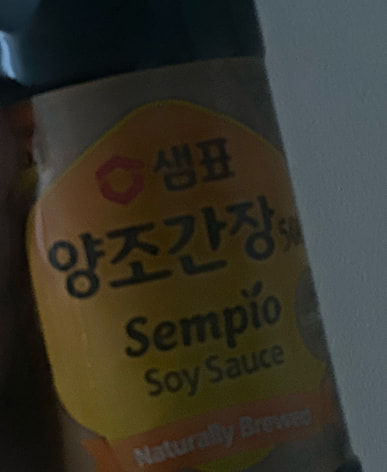 샘표
양조간장
Sempio
Soy Sauce
Naturally Brewed